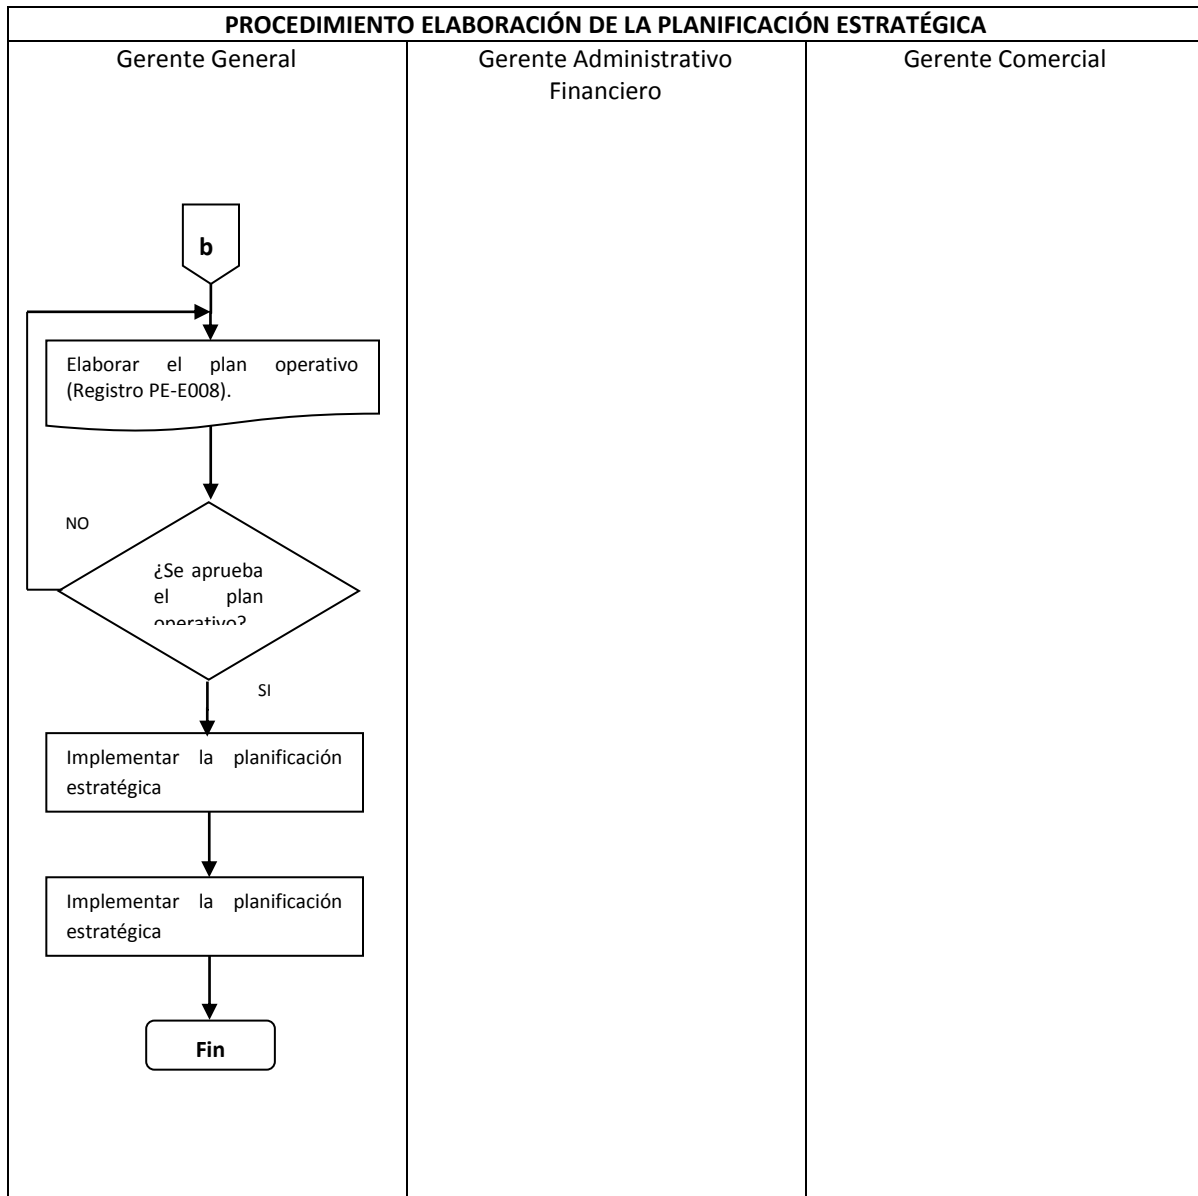 PROCEDIMIENTO ELABORACIÓN DE LA PLANIFICACIÓN ESTRATÉGICA
Gerente General
Gerente Administrativo
Financiero
Gerente Comercial
b
Elaborar el plan operativo
(Registro PE-E008).
NO
¿Se aprueba
el plan
operativo?
SI
Implementar la planificación
estratégica
Implementar la planificación
estratégica
Fin